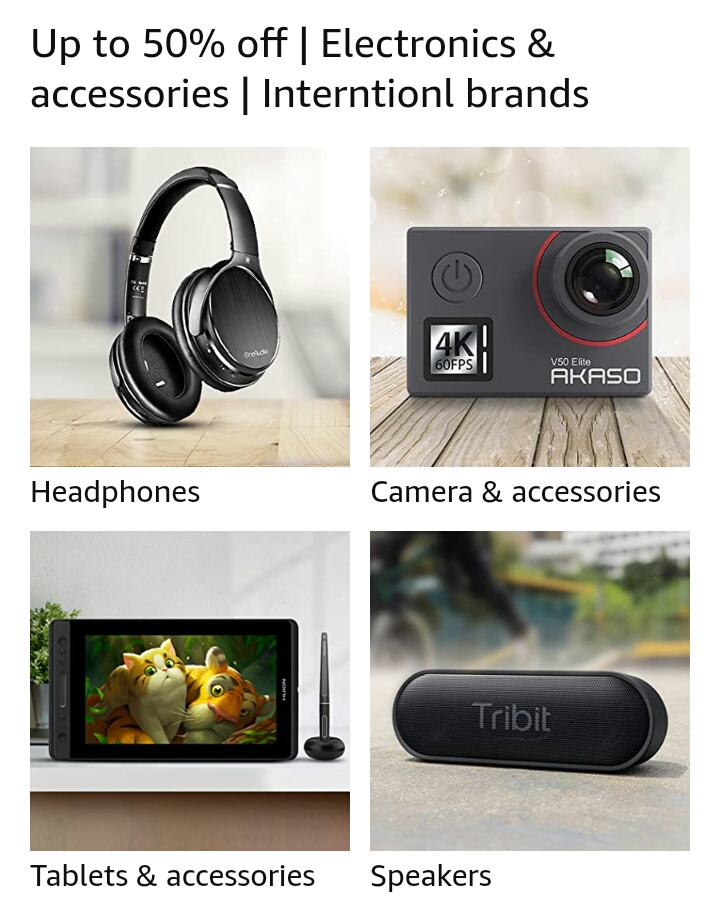 Up to 50% off | Electronics &
accessories | Interntionl brands
OneAudio
4K
60FPS
V50 Elite
AKASO
Headphones
Camera & accessories
HUION
Tribit
Tablets & accessories
Speakers